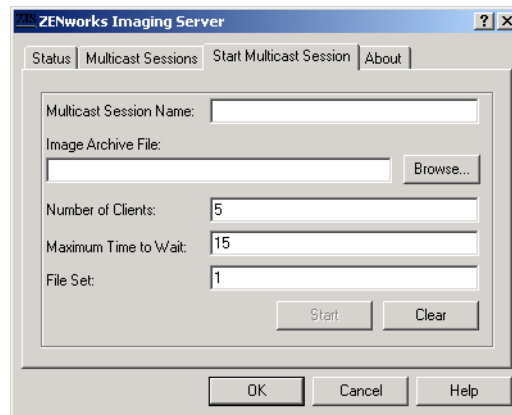 ZENworks Imaging Server
Status Multicast Sessions Start Multicast Session About
Multicast Session Name:
Image Archive File:
Browse...
Number of Clients: 5
Maximum Time to Wait: 15
File Set: 1
Start Clear
OK Cancel Help